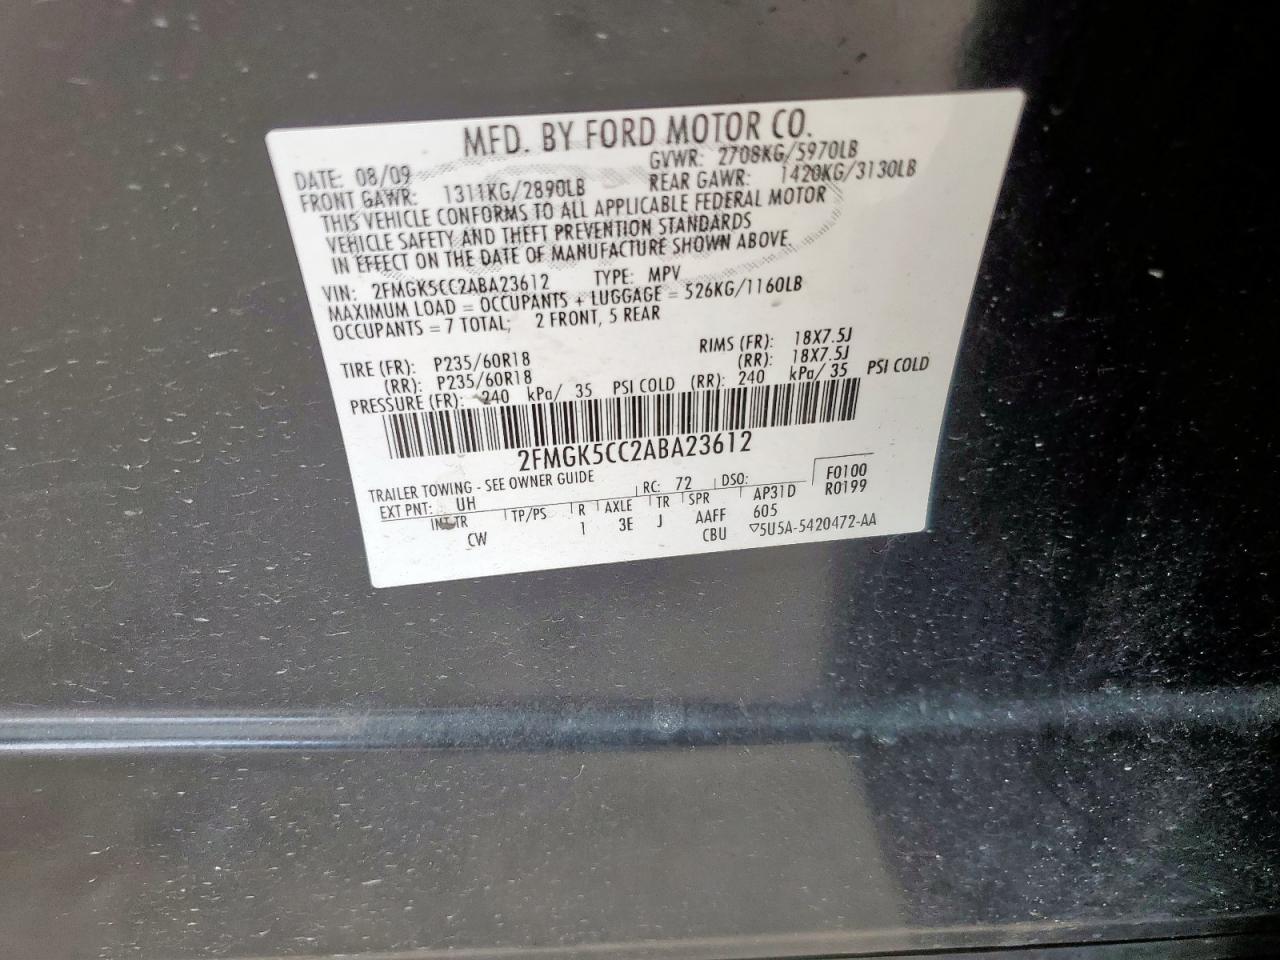 MFD. BY FORD MOTOR CO.
DATE: 08/09 GVWR: 2708KG/5970LB
FRONT GAWR: 1311KG/2890LB REAR GAWR: 1420KG/3130LB
THIS VEHICLE CONFORMS TO ALL APPLICABLE FEDERAL MOTOR
VEHICLE SAFETY AND THEFT PREVENTION STANDARDS
IN EFFECT ON THE DATE OF MANUFACTURE SHOWN ABOVE.
VIN: 2FMGK5CC2ABA23612 TYPE: MPV
MAXIMUM LOAD = OCCUPANTS + LUGGAGE = 526KG/1160LB
OCCUPANTS = 7 TOTAL; 2 FRONT, 5 REAR
TIRE (FR): P235/60R18 RIMS (FR): 18X7.5J
(RR): P235/60R18 (RR): 18X7.5J
PRESSURE (FR): 240 kPa/ 35 PSI COLD (RR): 240 kPa/ 35 PSI COLD
2FMGK5CC2ABA23612
TRAILER TOWING - SEE OWNER GUIDE
EXT PNT: UH RC: 72 DSO: F0100
R0199
INT TR TP/PS R AXLE TR SPR AP31D
CW 1 3E J AAFF 605
CBU ▽5U5A-5420472-AA